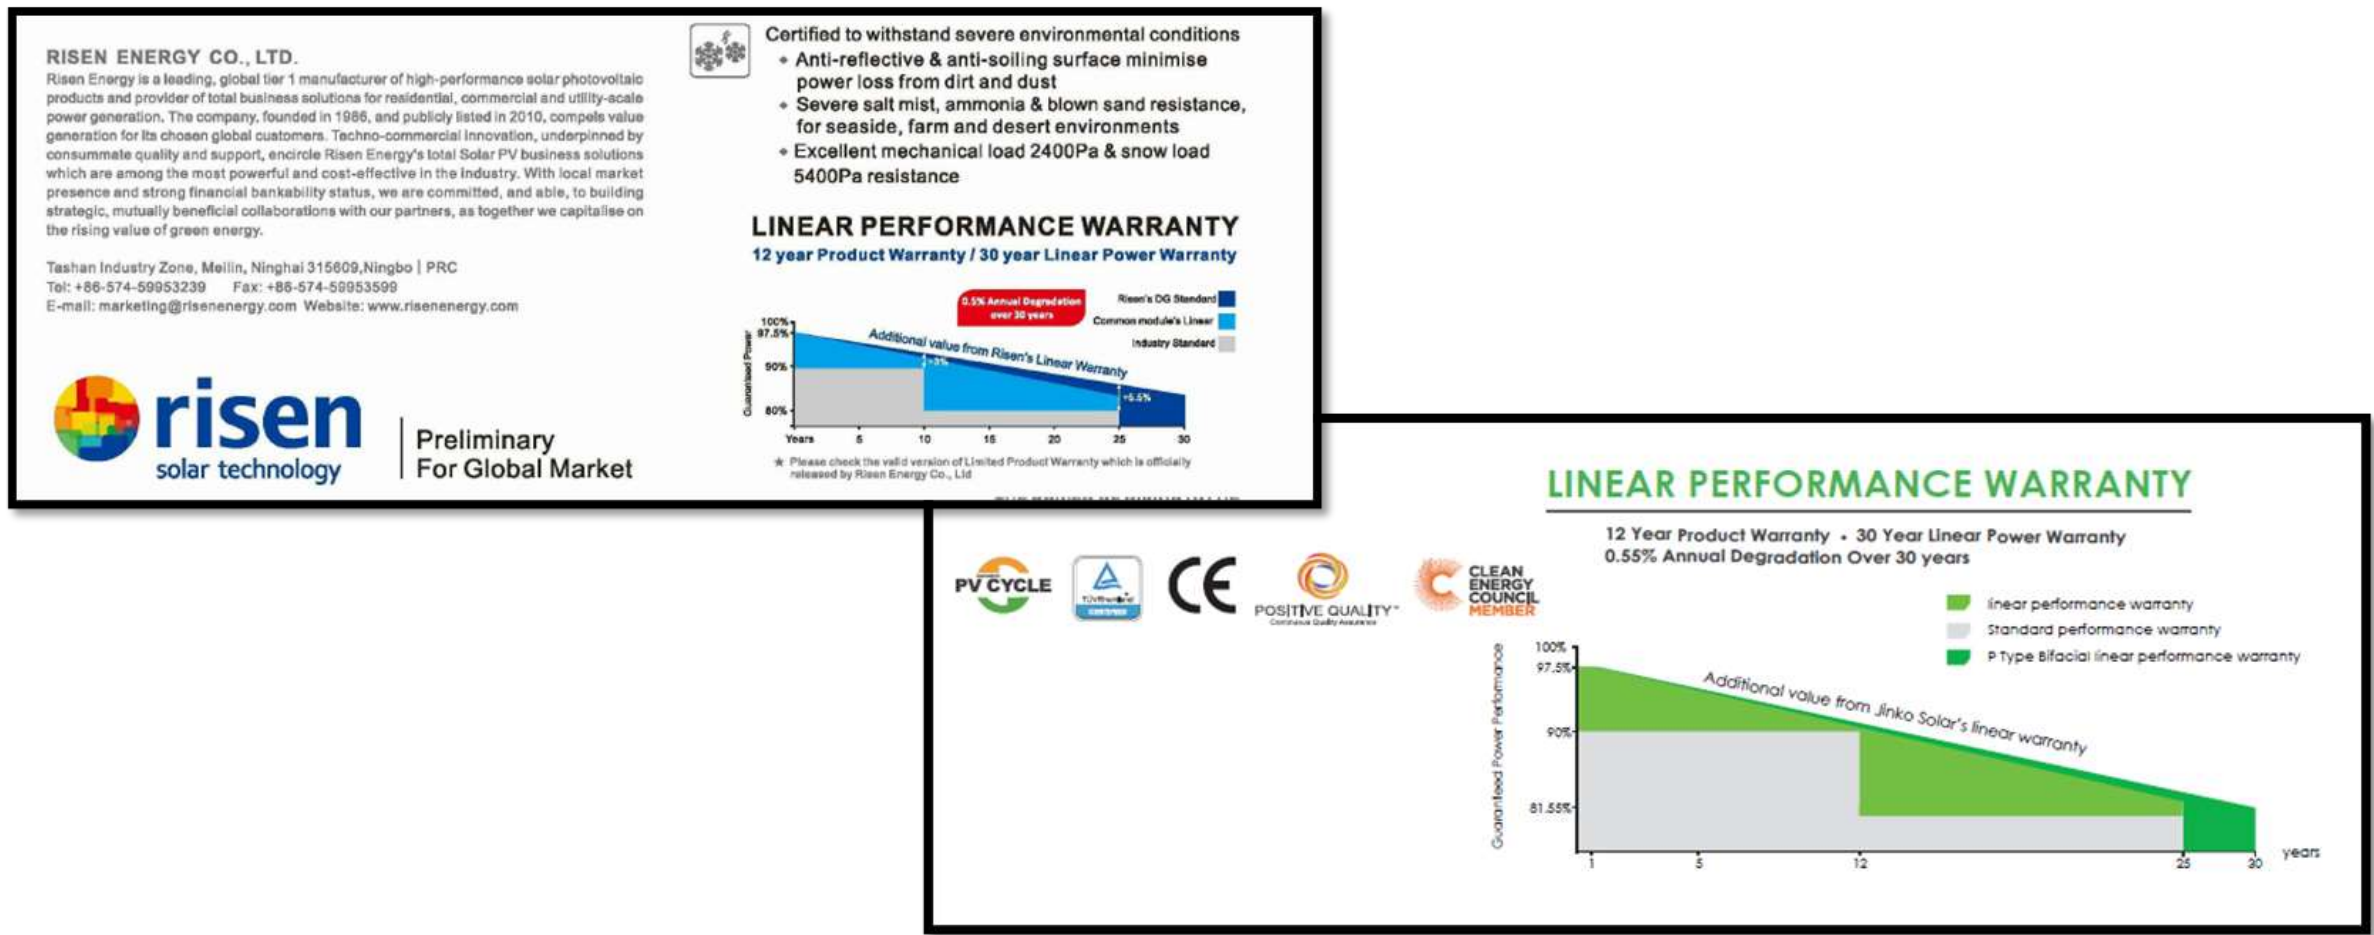 RISEN ENERGY CO., LTD.
Risen Energy is a leading, global tier 1 manufacturer of high-performance solar photovoltaic
products and provider of total business solutions for residential, commercial and utility-scale
power generation. The company, founded in 1986, and publicly listed in 2010, compels value
generation for its chosen global customers. Techno-commercial innovation, underpinned by
consummate quality and support, encircle Risen Energy's total Solar PV business solutions
which are among the most powerful and cost-effective in the industry. With local market
presence and strong financial bankability status, we are committed, and able, to building
strategic, mutually beneficial collaborations with our partners, as together we capitalise on
the rising value of green energy.
Tashan Industry Zone, Meilin, Ninghai 315609,Ningbo | PRC
Tel: +86-574-59953239 Fax: +86-574-59953599
E-mail: marketing@risenenergy.com Website: www.risenenergy.com
risen
solar technology
Preliminary
For Global Market
Certified to withstand severe environmental conditions
Anti-reflective & anti-soiling surface minimise
power loss from dirt and dust
Severe salt mist, ammonia & blown sand resistance,
for seaside, farm and desert environments
Excellent mechanical load 2400Pa & snow load
5400Pa resistance
LINEAR PERFORMANCE WARRANTY
12 year Product Warranty / 30 year Linear Power Warranty
0.5% Annual Degradation
over 30 years
Risen's DG Standard
Common module's Linear
Industry Standard
Guaranteed Power
100%
97.5%
90%
80%
Additional value from Risen's Linear Warranty
+3%
+5.5%
Years 5 10 15 20 25 30
★ Please check the valid version of Limited Product Warranty which is officially
released by Risen Energy Co., Ltd
PV CYCLE
TÜVRheinland
CERTIFIED
CE
POSITIVE QUALITY™
Continuous Quality Assurance
CLEAN
ENERGY
COUNCIL
MEMBER
LINEAR PERFORMANCE WARRANTY
12 Year Product Warranty • 30 Year Linear Power Warranty
0.55% Annual Degradation Over 30 years
linear performance warranty
Standard performance warranty
P Type Bifacial linear performance warranty
Guaranteed Power Performance
100%
97.5%
90%
81.55%
Additional value from Jinko Solar's linear warranty
1 5 12 25 30 years